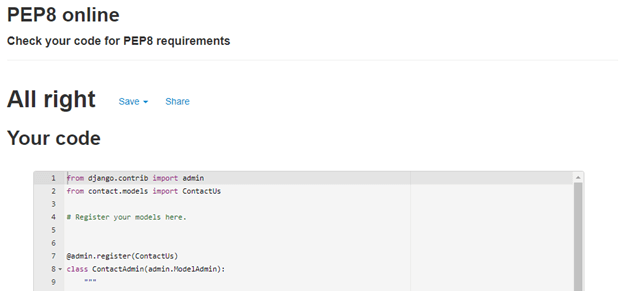 PEP8 online
Check your code for PEP8 requirements
All right Save Share
Your code
1 from django.contrib import admin
2 from contact.models import ContactUs
3
4 # Register your models here.
5
6
7 @admin.register(ContactUs)
8 class ContactAdmin(admin.ModelAdmin):
9 """